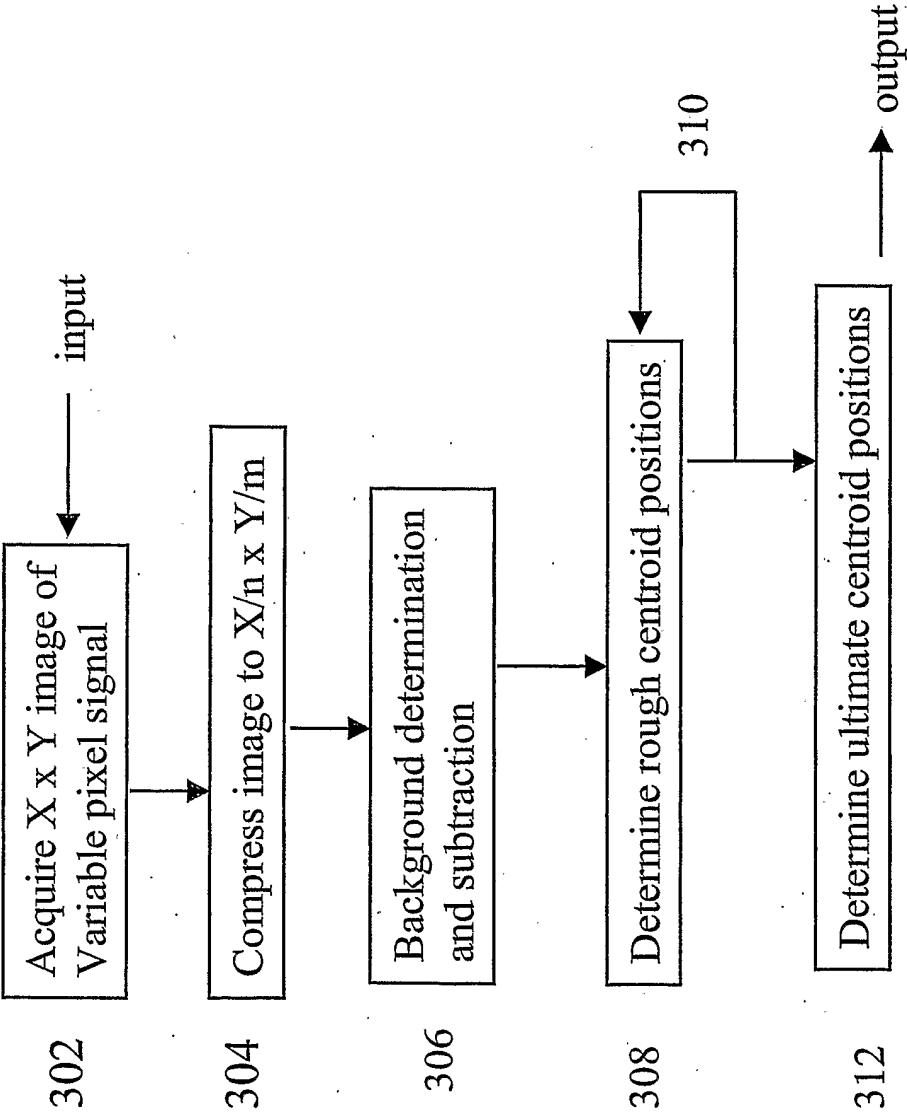 302
Acquire X x Y image of
Variable pixel signal
input
304
Compress image to X/n x Y/m
306
Background determination
and subtraction
308
Determine rough centroid positions
310
312
Determine ultimate centroid positions
output